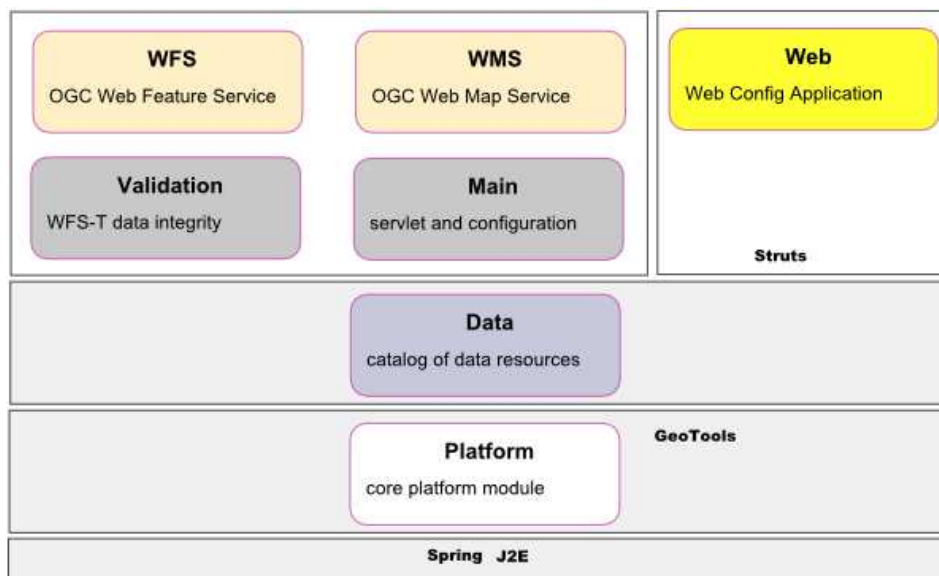 WFS
OGC Web Feature Service
WMS
OGC Web Map Service
Web
Web Config Application
Validation
WFS-T data integrity
Main
servlet and configuration
Struts
Data
catalog of data resources
GeoTools
Platform
core platform module
Spring J2E